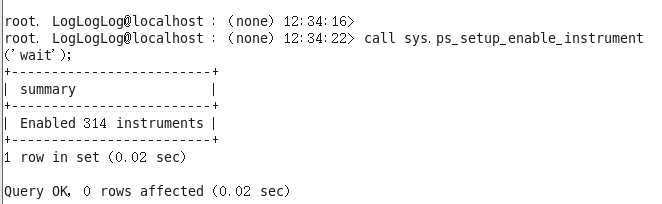 root. LogLogLog@localhost : (none) 12:34:16>
root. LogLogLog@localhost : (none) 12:34:22> call sys.ps_setup_enable_instrument
('wait');
+-------------------------+
| summary                 |
+-------------------------+
| Enabled 314 instruments |
+-------------------------+
1 row in set (0.02 sec)
Query OK, 0 rows affected (0.02 sec)